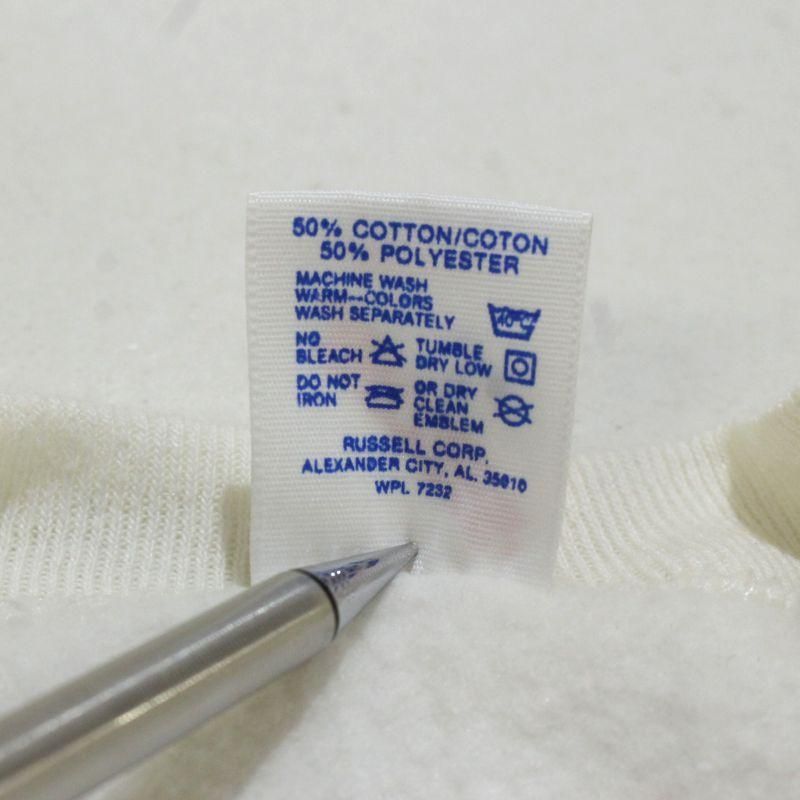 50% COTTON/COTON
50% POLYESTER
MACHINE WASH
WARM--COLORS
WASH SEPARATELY
40°C
NO
BLEACH
TUMBLE
DRY LOW
DO NOT
IRON
OR DRY
CLEAN
EMBLEM
RUSSELL CORP,
ALEXANDER CITY, AL. 35010
WPL 7232